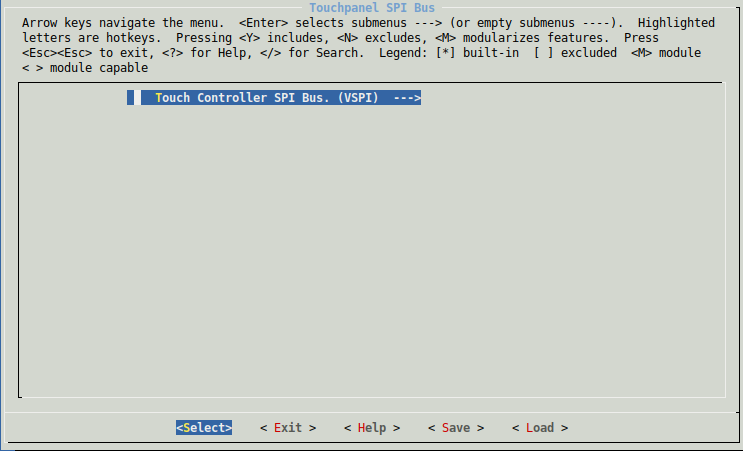 Touchpanel SPI Bus
Arrow keys navigate the menu.  <Enter> selects submenus ---> (or empty submenus ----).  Highlighted
letters are hotkeys.  Pressing <Y> includes, <N> excludes, <M> modularizes features.  Press
<Esc><Esc> to exit, <?> for Help, </> for Search.  Legend: [*] built-in  [ ] excluded  <M> module
< > module capable
Touch Controller SPI Bus. (VSPI)  --->
<Select>    < Exit >    < Help >    < Save >    < Load >